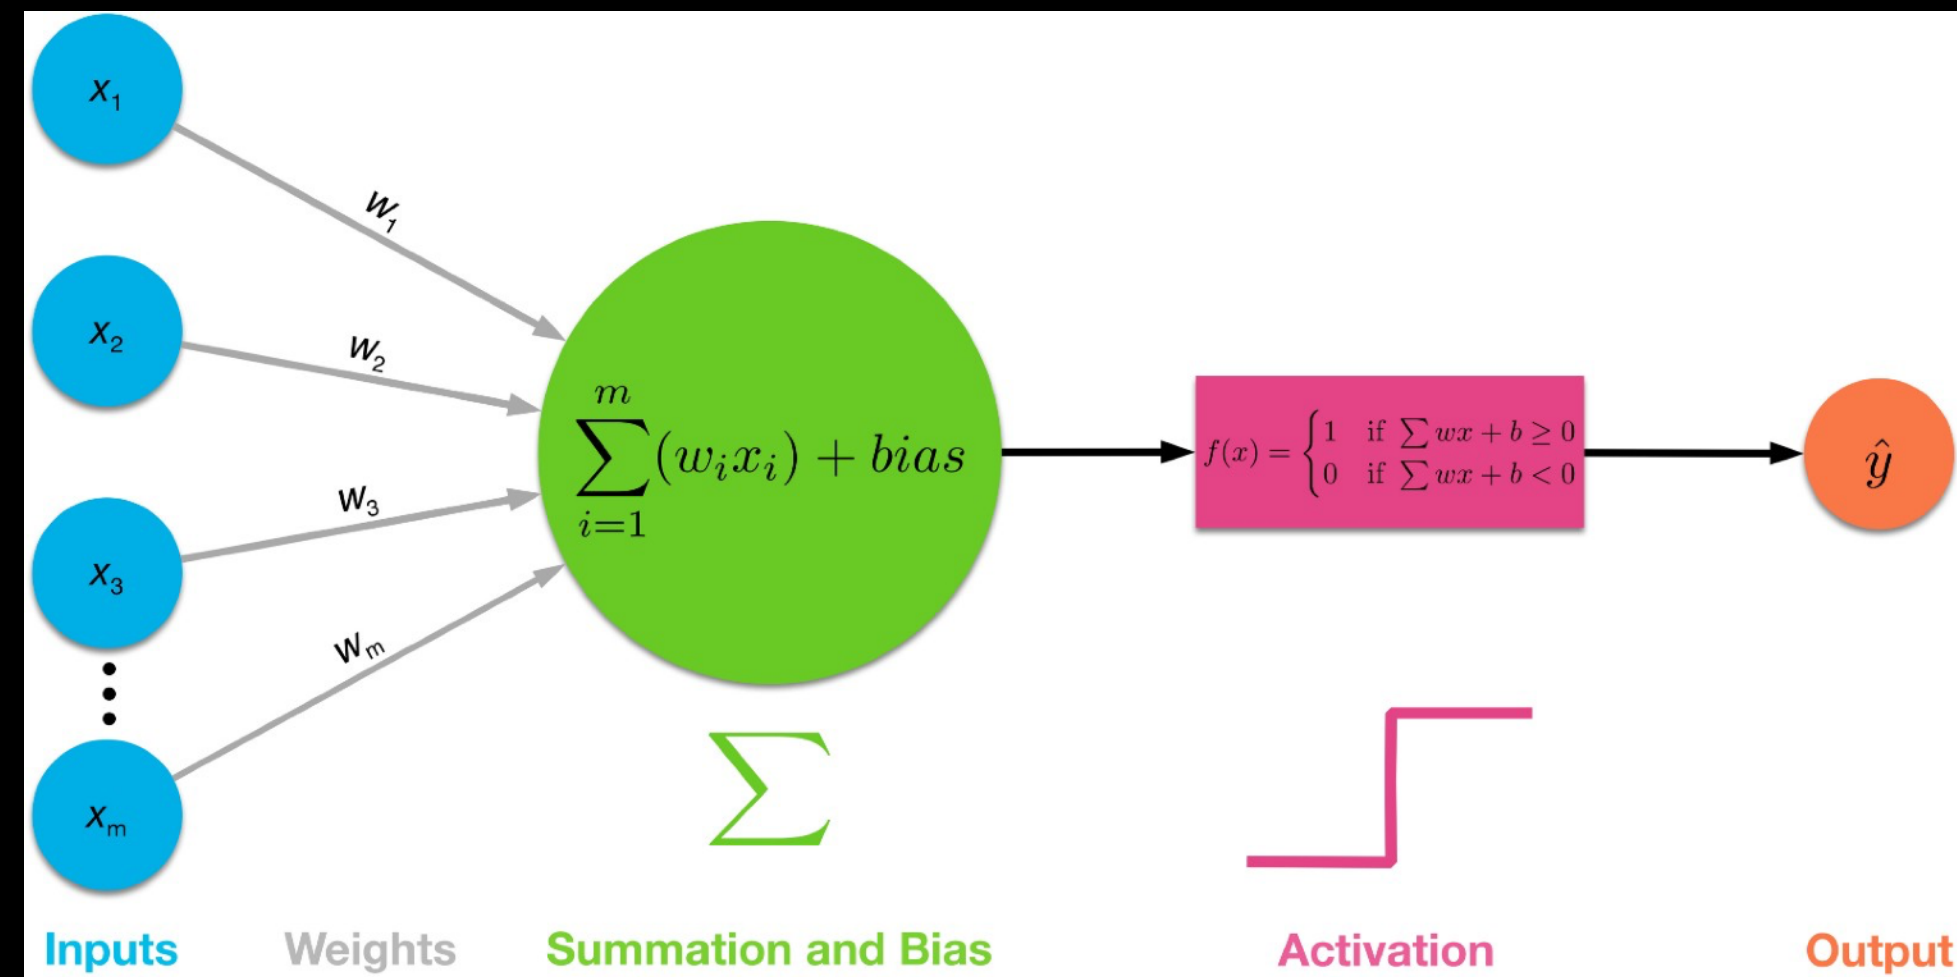 x₁
w₁
x₂
w₂
x₃
w₃
xₘ
wₘ
m
∑(wᵢxᵢ) + bias
i=1
f(x) = { 1 if ∑ wx + b ≥ 0
0 if ∑ wx + b < 0
ŷ
∑
Inputs Weights Summation and Bias Activation Output